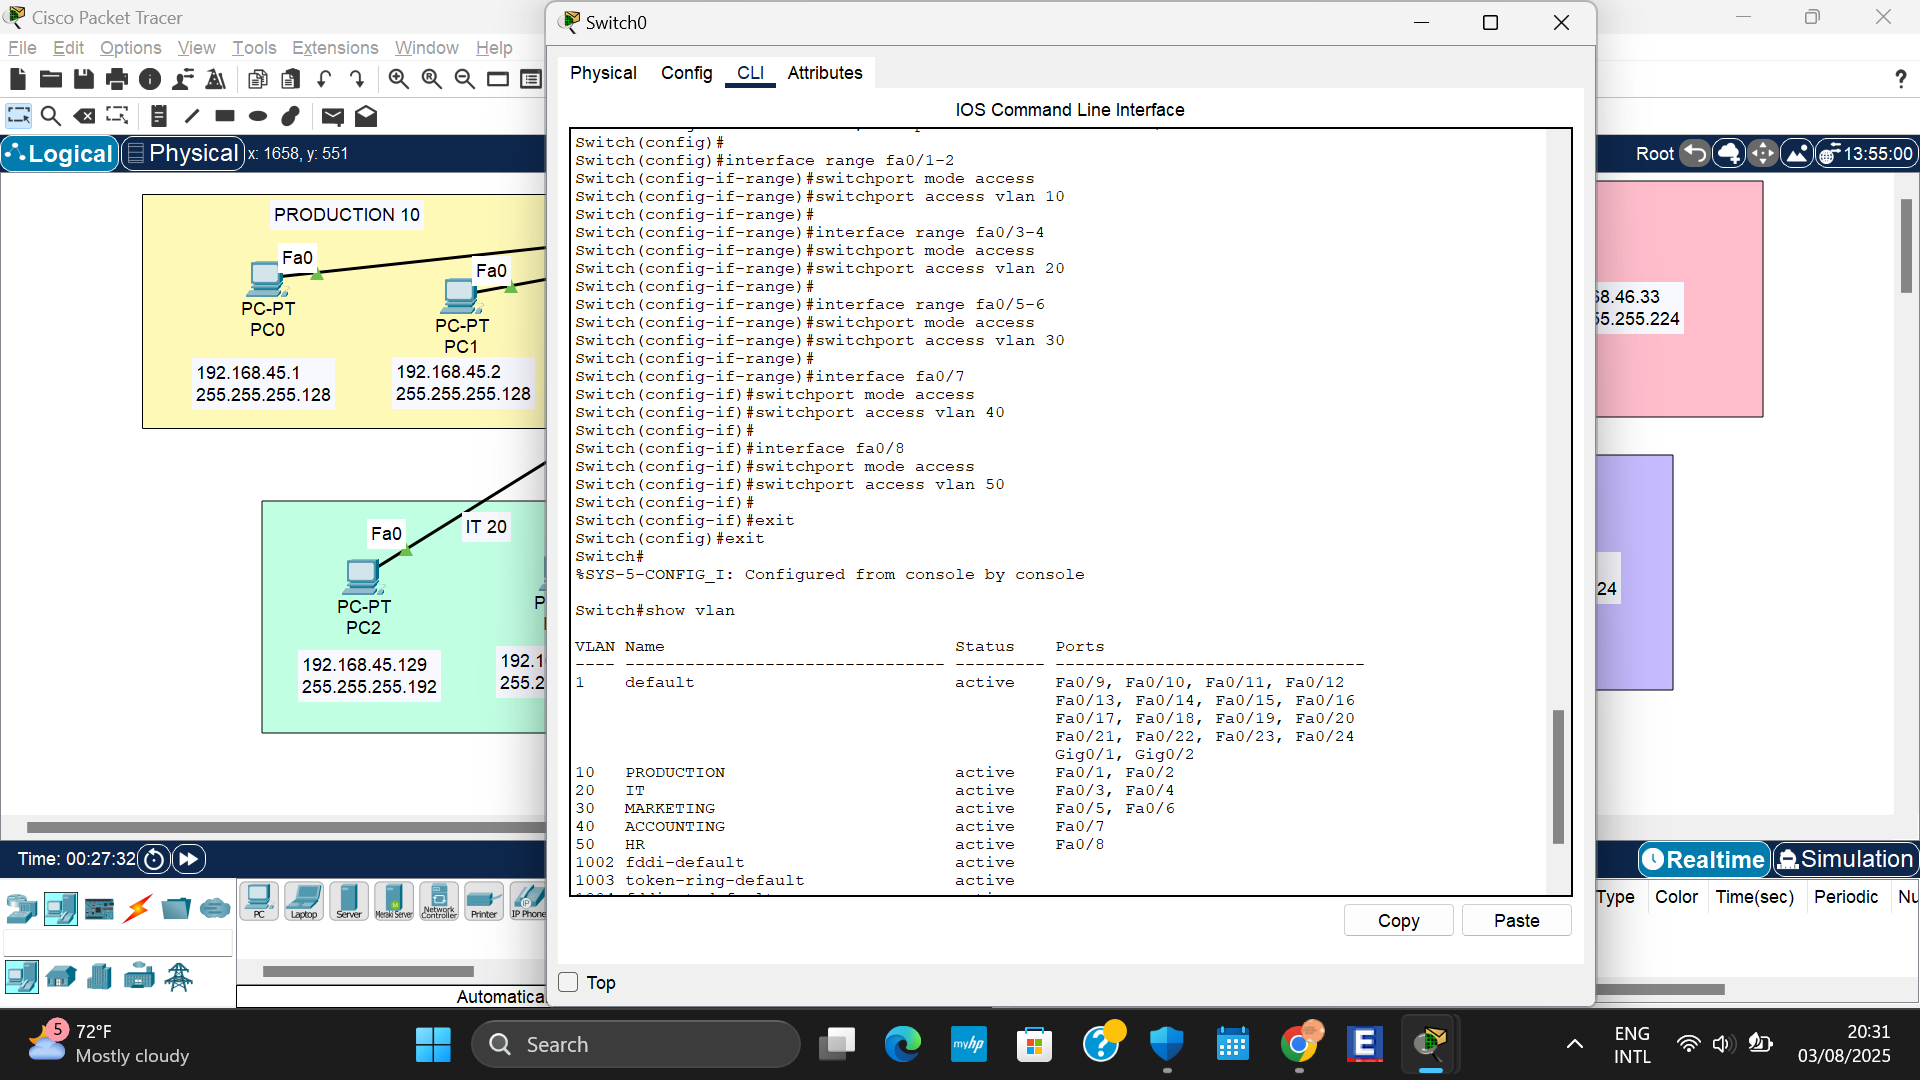 Cisco Packet Tracer
File Edit Options View Tools Extensions Window Help
Logical Physical x: 1658, y: 551
PRODUCTION 10
Fa0
Fa0
PC-PT
PC0
PC-PT
PC1
192.168.45.1
255.255.255.128
192.168.45.2
255.255.255.128
Fa0
IT 20
PC-PT
PC2
192.168.45.129
255.255.255.192
192.1
255.2
Time: 00:27:32
PC Laptop Server Meraki Server Network Controller Printer IP Phone
Automatica
Switch0
Physical Config CLI Attributes
IOS Command Line Interface
Switch(config)#
Switch(config)#interface range fa0/1-2
Switch(config-if-range)#switchport mode access
Switch(config-if-range)#switchport access vlan 10
Switch(config-if-range)#
Switch(config-if-range)#interface range fa0/3-4
Switch(config-if-range)#switchport mode access
Switch(config-if-range)#switchport access vlan 20
Switch(config-if-range)#
Switch(config-if-range)#interface range fa0/5-6
Switch(config-if-range)#switchport mode access
Switch(config-if-range)#switchport access vlan 30
Switch(config-if-range)#
Switch(config-if-range)#interface fa0/7
Switch(config-if)#switchport mode access
Switch(config-if)#switchport access vlan 40
Switch(config-if)#
Switch(config-if)#interface fa0/8
Switch(config-if)#switchport mode access
Switch(config-if)#switchport access vlan 50
Switch(config-if)#
Switch(config-if)#exit
Switch(config)#exit
Switch#
%SYS-5-CONFIG_I: Configured from console by console
Switch#show vlan
VLAN Name Status Ports
---- -------------------------------- --------- -------------------------------
1 default active Fa0/9, Fa0/10, Fa0/11, Fa0/12
Fa0/13, Fa0/14, Fa0/15, Fa0/16
Fa0/17, Fa0/18, Fa0/19, Fa0/20
Fa0/21, Fa0/22, Fa0/23, Fa0/24
Gig0/1, Gig0/2
10 PRODUCTION active Fa0/1, Fa0/2
20 IT active Fa0/3, Fa0/4
30 MARKETING active Fa0/5, Fa0/6
40 ACCOUNTING active Fa0/7
50 HR active Fa0/8
1002 fddi-default active
1003 token-ring-default active
Copy Paste
Top
?
Root 13:55:00
68.46.33
55.255.224
24
Realtime Simulation
Type Color Time(sec) Periodic Nu
5 72°F
Mostly cloudy
Search
myhp
?
E
ENG
INTL
20:31
03/08/2025